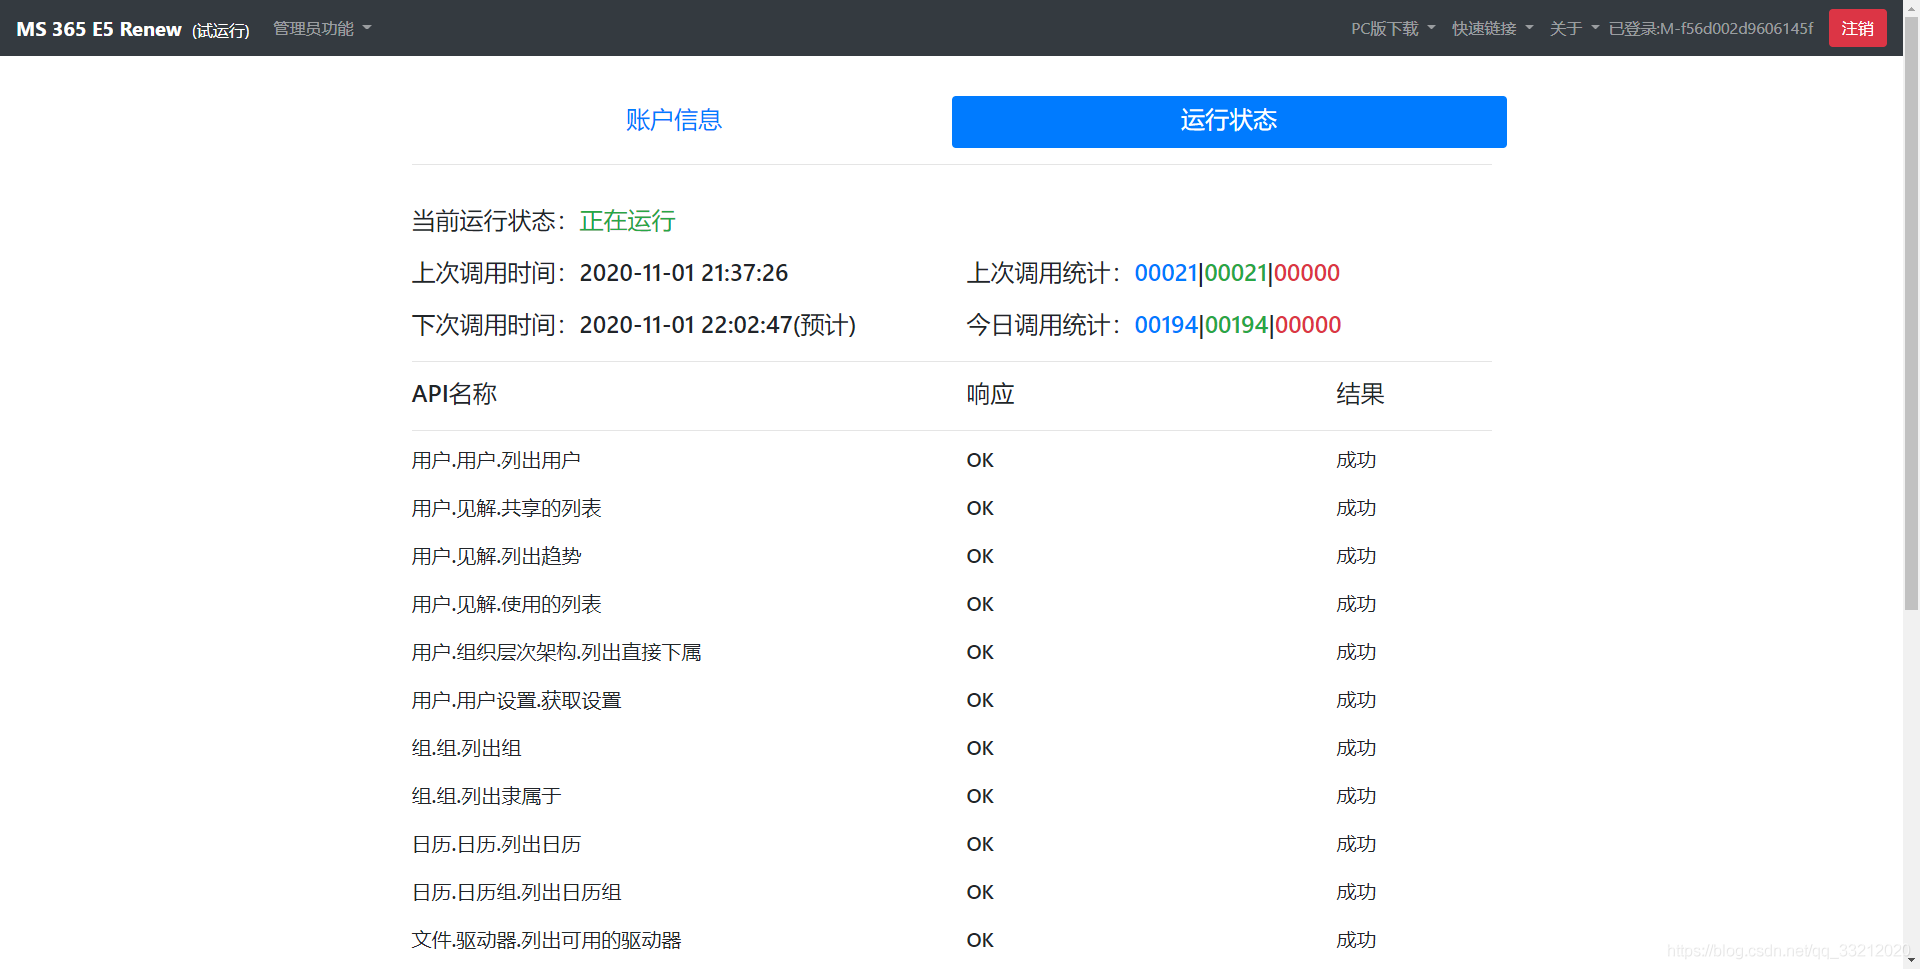 MS 365 E5 Renew (试运行) 管理员功能 PC版下载 快速链接 关于 已登录:M-f56d002d9606145f 注销
账户信息 运行状态
当前运行状态：正在运行
上次调用时间：2020-11-01 21:37:26 上次调用统计：00021|00021|00000
下次调用时间：2020-11-01 22:02:47(预计) 今日调用统计：00194|00194|00000
API名称 响应 结果
用户.用户.列出用户 OK 成功
用户.见解.共享的列表 OK 成功
用户.见解.列出趋势 OK 成功
用户.见解.使用的列表 OK 成功
用户.组织层次架构.列出直接下属 OK 成功
用户.用户设置.获取设置 OK 成功
组.组.列出组 OK 成功
组.组.列出隶属于 OK 成功
日历.日历.列出日历 OK 成功
日历.日历组.列出日历组 OK 成功
文件.驱动器.列出可用的驱动器 OK 成功
https://blog.csdn.net/qq_33212020